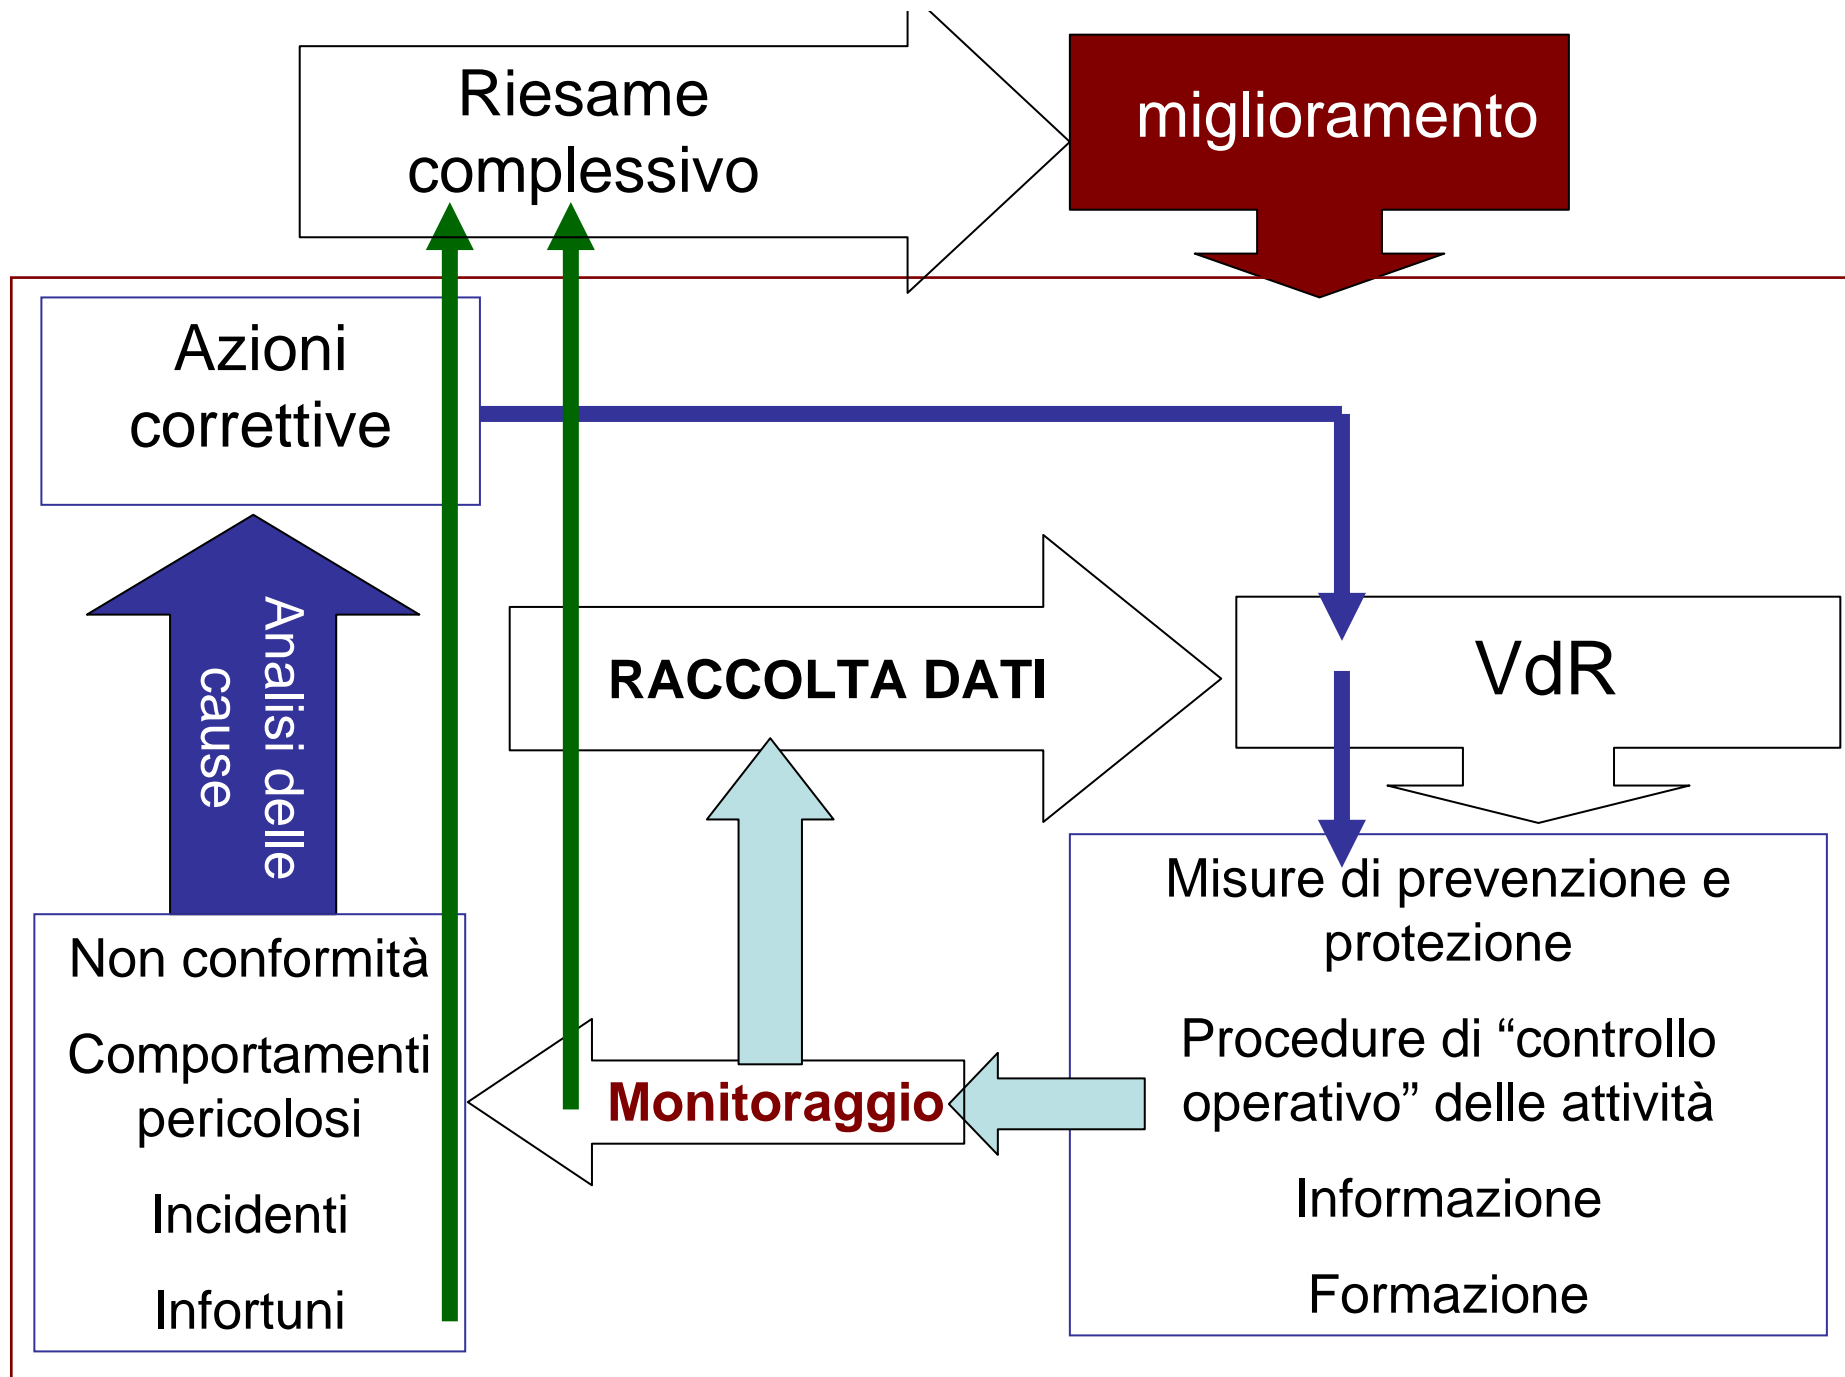 Riesame
complessivo
miglioramento
Azioni
correttive
Analisi delle
cause
RACCOLTA DATI
VdR
Non conformità
Comportamenti
pericolosi
Incidenti
Infortuni
Monitoraggio
Misure di prevenzione e
protezione
Procedure di “controllo
operativo” delle attività
Informazione
Formazione